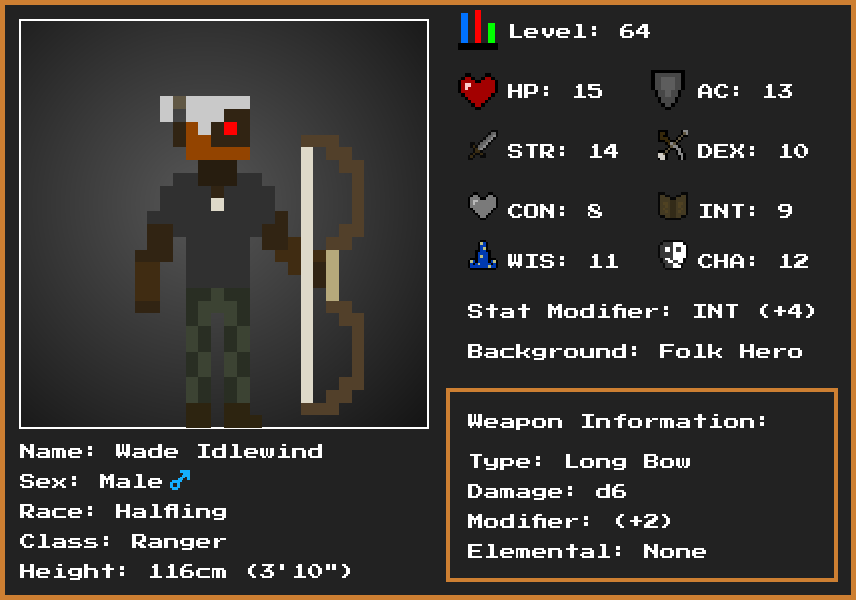 Level: 64
HP: 15
AC: 13
STR: 14
DEX: 10
CON: 8
INT: 9
WIS: 11
CHA: 12
Stat Modifier: INT (+4)
Background: Folk Hero
Weapon Information:
Type: Long Bow
Damage: d6
Modifier: (+2)
Elemental: None
Name: Wade Idlewind
Sex: Male ♂
Race: Halfling
Class: Ranger
Height: 116cm (3'10")